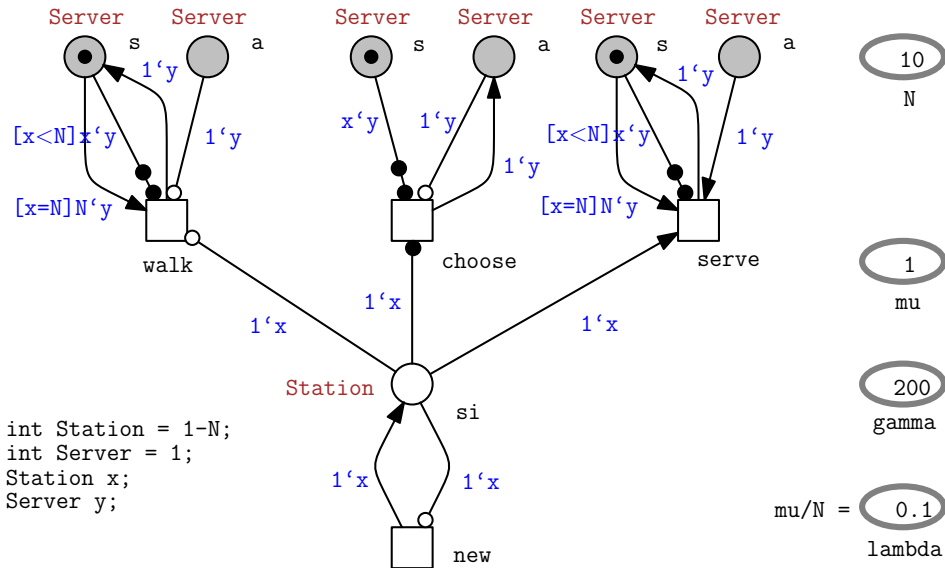 Server Server Server Server Server
s a s a s a
1‘y 1‘y 10
N
[x<N]x‘y 1‘y x‘y 1‘y [x<N]x‘y 1‘y
1‘y
[x=N]N‘y [x=N]N‘y
walk choose serve 1
mu
1‘x 1‘x 1‘x
Station 200
si
gamma
int Station = 1-N;
int Server = 1;
Station x;
Server y;
1‘x 1‘x
mu/N = 0.1
new lambda